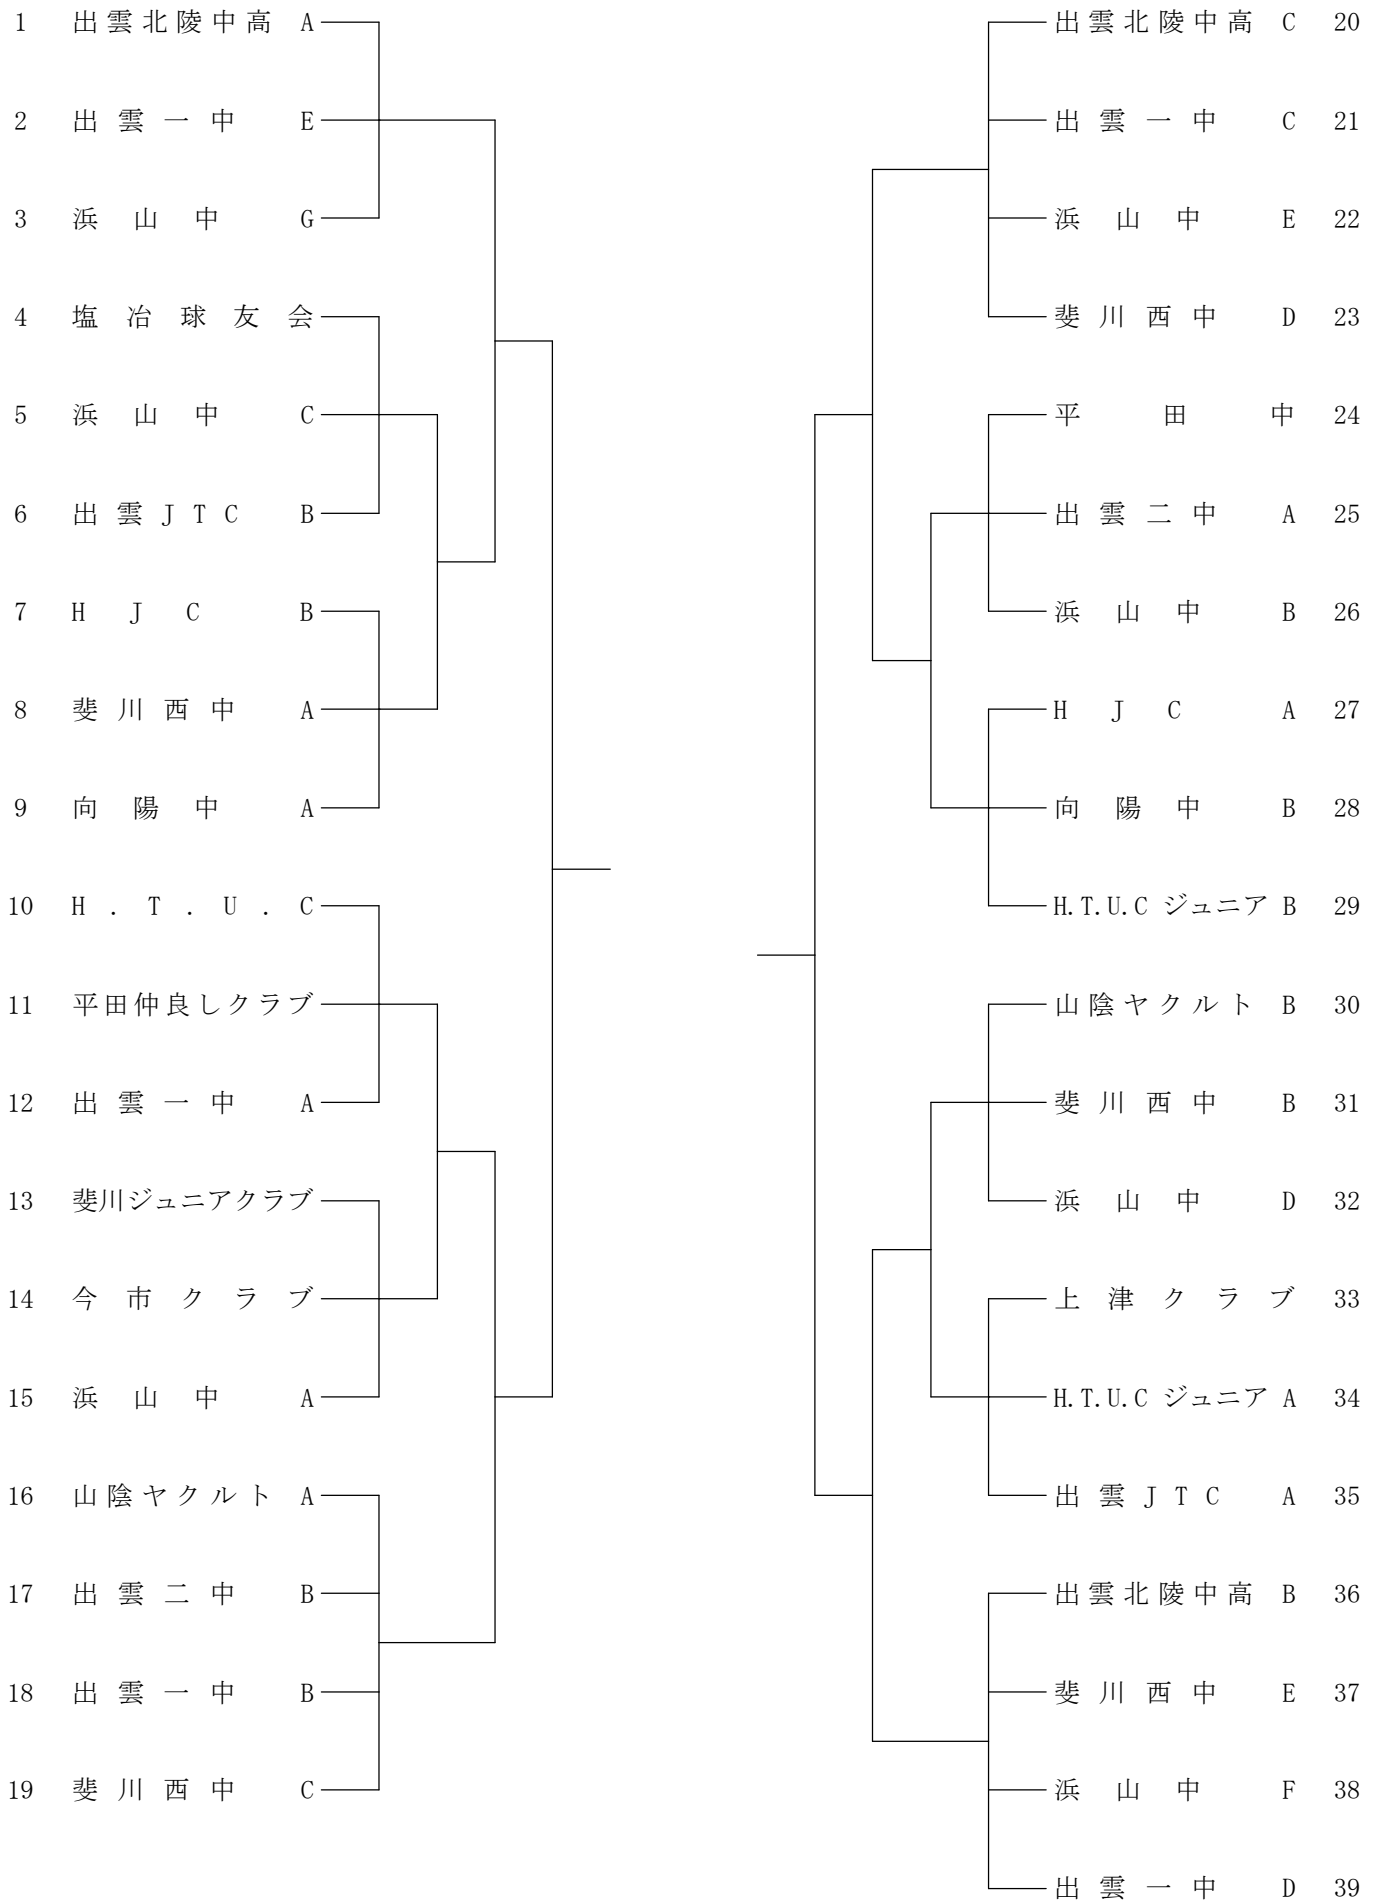 1 出雲北陵中高 A
2 出雲一中 E
3 浜山中 G
4 塩冶球友会
5 浜山中 C
6 出雲JTC B
7 HJC B
8 斐川西中 A
9 向陽中 A
10 H.T.U.C
11 平田仲良しクラブ
12 出雲一中 A
13 斐川ジュニアクラブ
14 今市クラブ
15 浜山中 A
16 山陰ヤクルト A
17 出雲二中 B
18 出雲一中 B
19 斐川西中 C
出雲北陵中高 C 20
出雲一中 C 21
浜山中 E 22
斐川西中 D 23
平田中 24
出雲二中 A 25
浜山中 B 26
HJC A 27
向陽中 B 28
H.T.U.C ジュニア B 29
山陰ヤクルト B 30
斐川西中 B 31
浜山中 D 32
上津クラブ 33
H.T.U.C ジュニア A 34
出雲JTC A 35
出雲北陵中高 B 36
斐川西中 E 37
浜山中 F 38
出雲一中 D 39